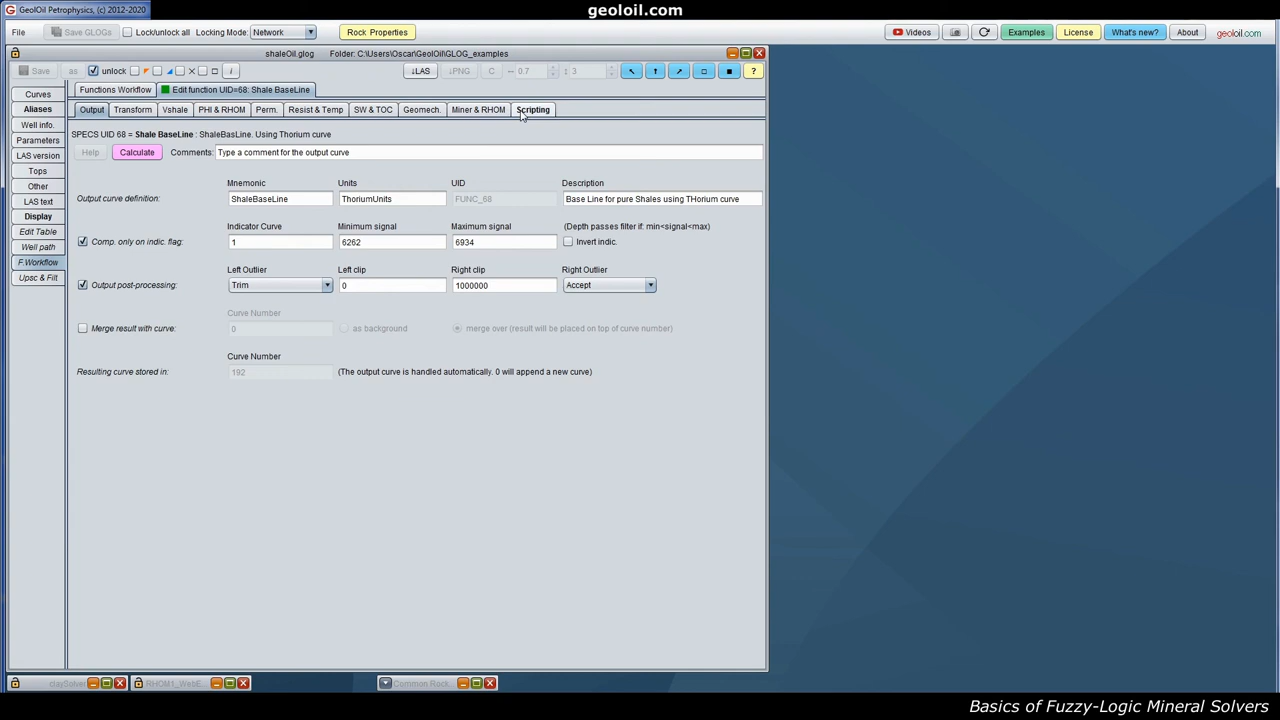 GeolOil Petrophysics, (c) 2012-2020
geoloil.com
File Save GLOGs Lock/unlock all Locking Mode: Network Rock Properties Videos Examples License What's new? About geoloil.com
shaleOil.glog Folder: C:\Users\Oscan\GeolOil\GLOG_examples
Save as unlock i ↓LAS ↓PNG C ↔ 0.7 ↕ 3 ?
Functions Workflow Edit function UID=68: Shale BaseLine
Output Transform Vshale PHI & RHOM Perm. Resist & Temp SW & TOC Geomech. Miner & RHOM Scripting
Curves
Aliases
Well info.
Parameters
LAS version
Tops
Other
LAS text
Display
Edit Table
Well path
F.Workflow
Upsc & Filt
SPECS UID 68 = Shale BaseLine : ShaleBasLine. Using Thorium curve
Help Calculate Comments: Type a comment for the output curve
Mnemonic Units UID Description
Output curve definition: ShaleBaseLine ThoriumUnits FUNC_68 Base Line for pure Shales using THorium curve
Indicator Curve Minimum signal Maximum signal (Depth passes filter if: min<signal<max)
Comp. only on indic. flag: 1 6262 6934 Invert indic.
Left Outlier Left clip Right clip Right Outlier
Output post-processing: Trim 0 1000000 Accept
Curve Number
Merge result with curve: 0 as background merge over (result will be placed on top of curve number)
Curve Number
Resulting curve stored in: 192 (The output curve is handled automatically. 0 will append a new curve)
claySolver RHOM1_WebE... Common Rock
Basics of Fuzzy-Logic Mineral Solvers